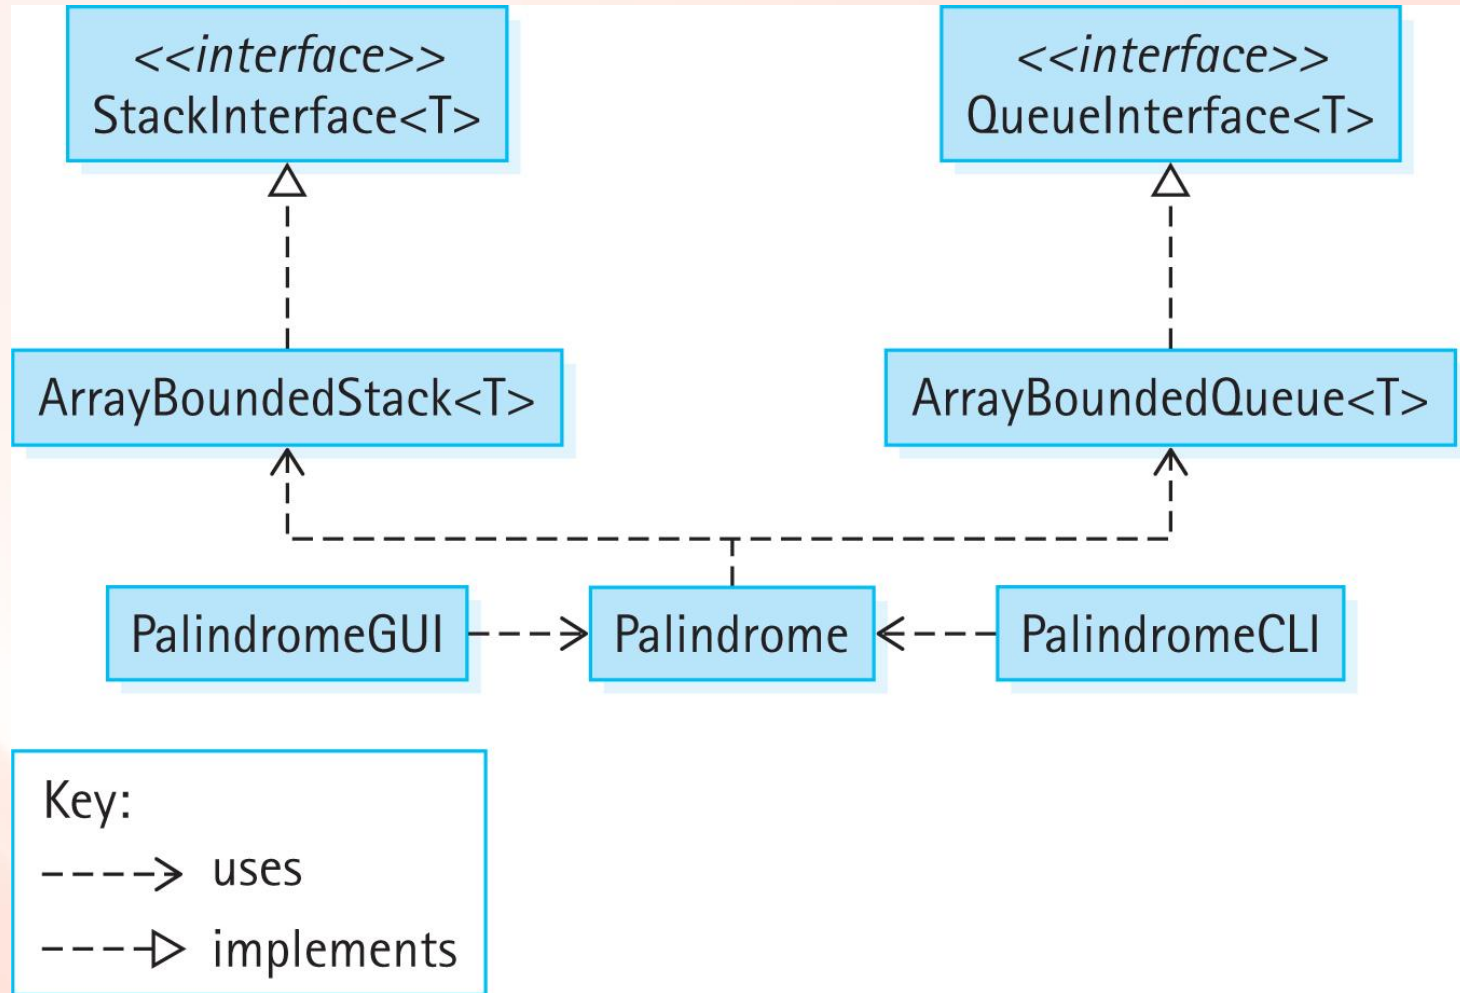 <<interface>>
StackInterface<T>
<<interface>>
QueueInterface<T>
ArrayBoundedStack<T>
ArrayBoundedQueue<T>
PalindromeGUI
Palindrome
PalindromeCLI
Key:
uses
implements